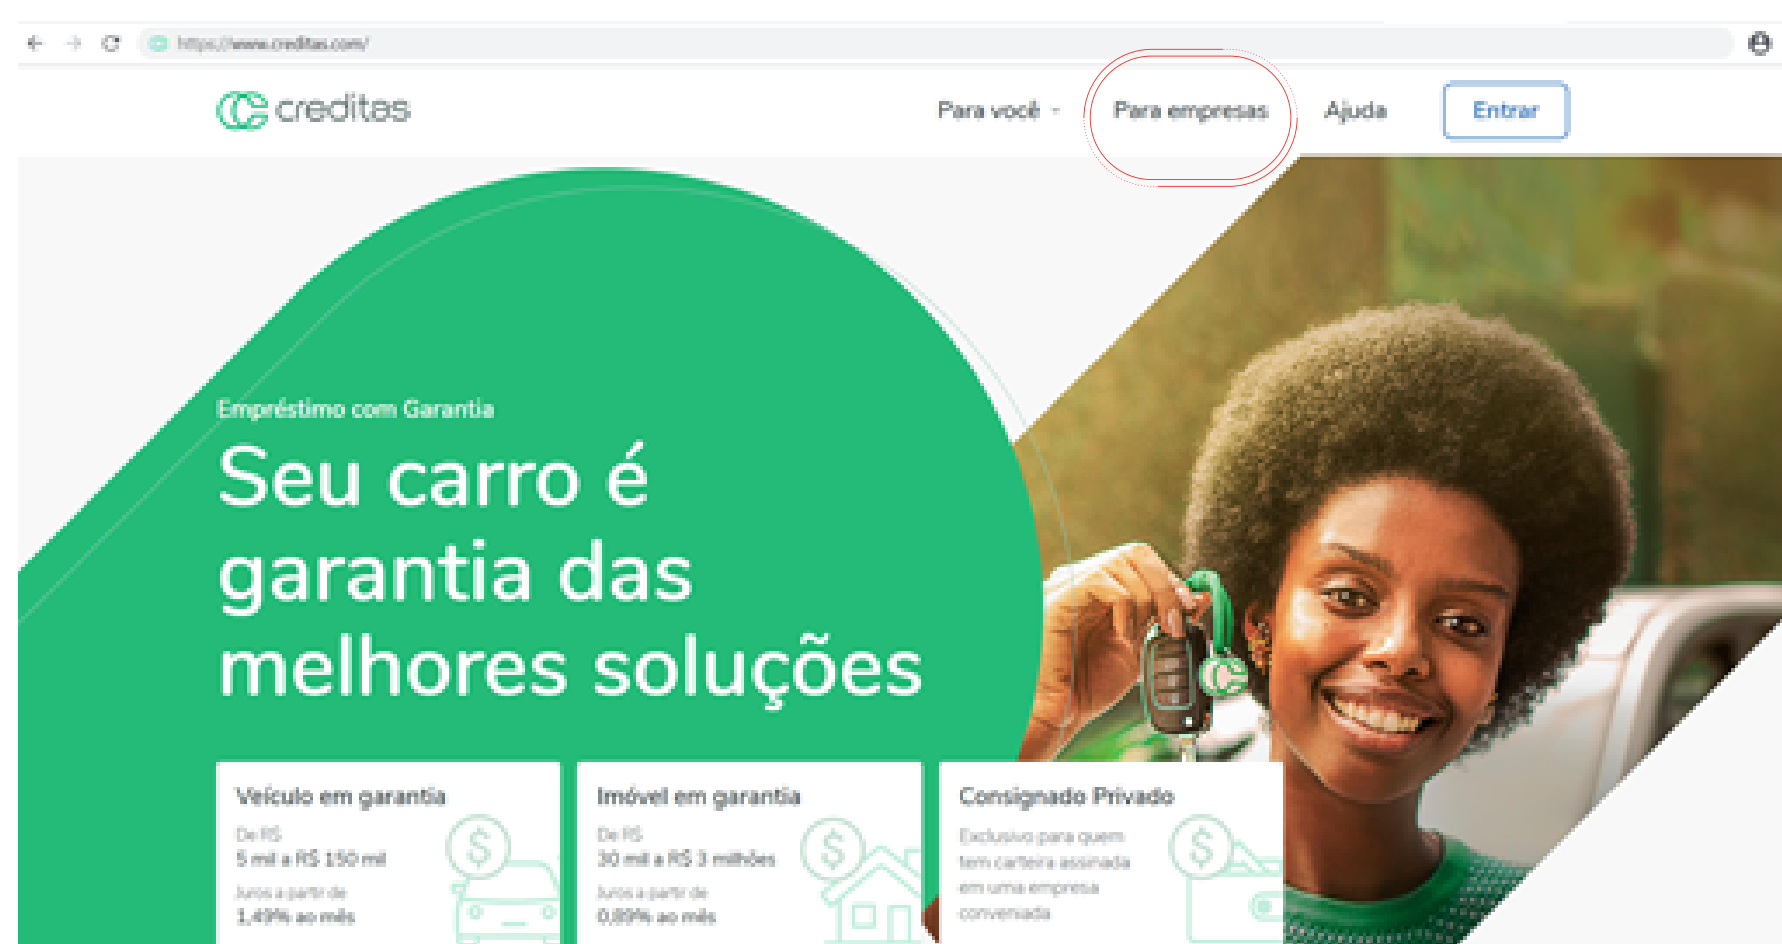 https://www.creditas.com/
creditas
Para você
Para empresas
Ajuda
Entrar
Empréstimo com Garantia
Seu carro é
garantia das
melhores soluções
Veículo em garantia
De R$
5 mil a R$ 150 mil
Juros a partir de
1,49% ao mês
Imóvel em garantia
De R$
30 mil a R$ 3 milhões
Juros a partir de
0,89% ao mês
Consignado Privado
Exclusivo para quem
tem carteira assinada
em uma empresa
conveniada